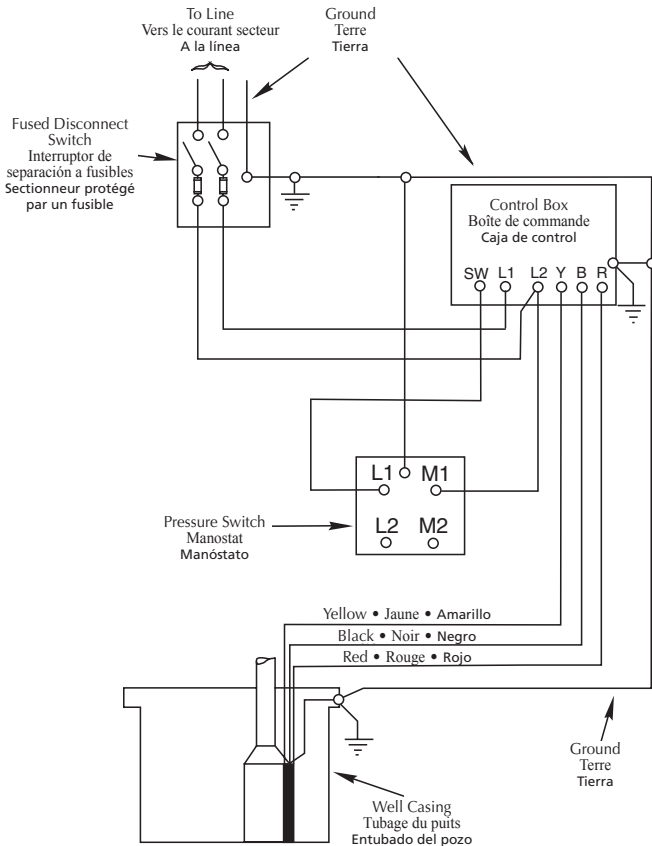 To Line
Vers le courant secteur
A la línea
Ground
Terre
Tierra
Fused Disconnect
Switch
Interruptor de
separación a fusibles
Sectionneur protégé
par un fusible
Control Box
Boîte de commande
Caja de control
SW L1 L2 Y B R
L1 M1
L2 M2
Pressure Switch
Manostat
Manóstato
Yellow • Jaune • Amarillo
Black • Noir • Negro
Red • Rouge • Rojo
Ground
Terre
Tierra
Well Casing
Tubage du puits
Entubado del pozo